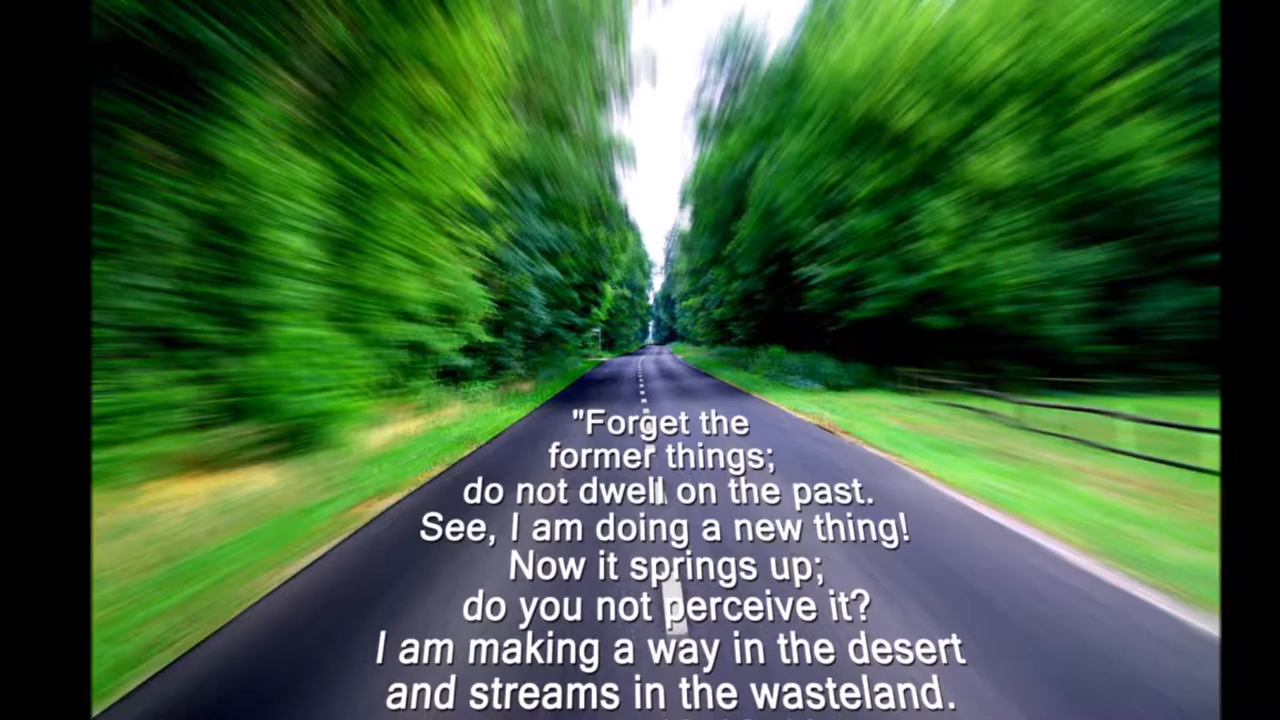 "Forget the
former things;
do not dwell on the past.
See, I am doing a new thing!
Now it springs up;
do you not perceive it?
I am making a way in the desert
and streams in the wasteland.